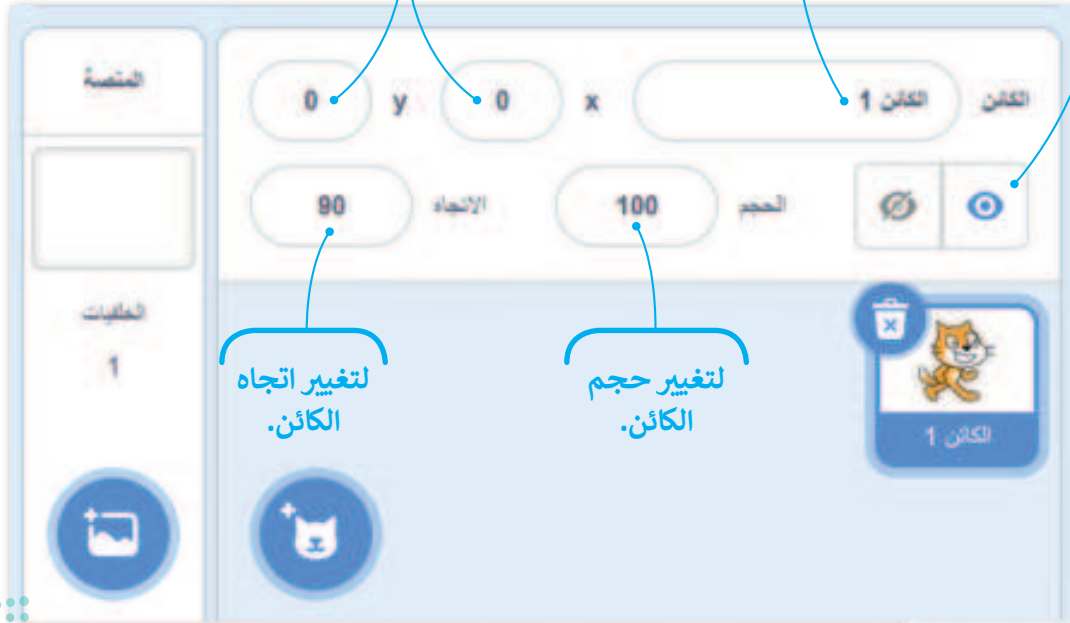 الكائن الكائن 1 x 0 y 0
المنصة
الحجم 100 الاتجاه 90
لتغيير حجم
الكائن.
لتغيير اتجاه
الكائن.
الكائن 1
الخلفيات
1